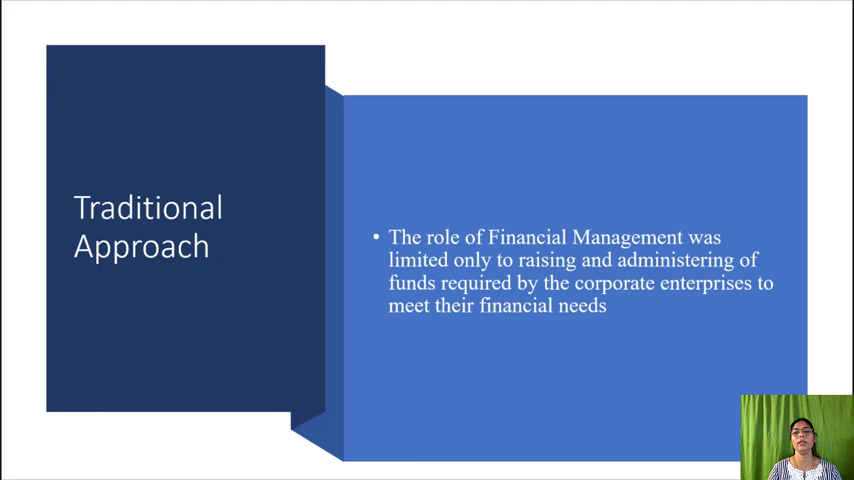 Traditional
Approach
• The role of Financial Management was
limited only to raising and administering of
funds required by the corporate enterprises to
meet their financial needs